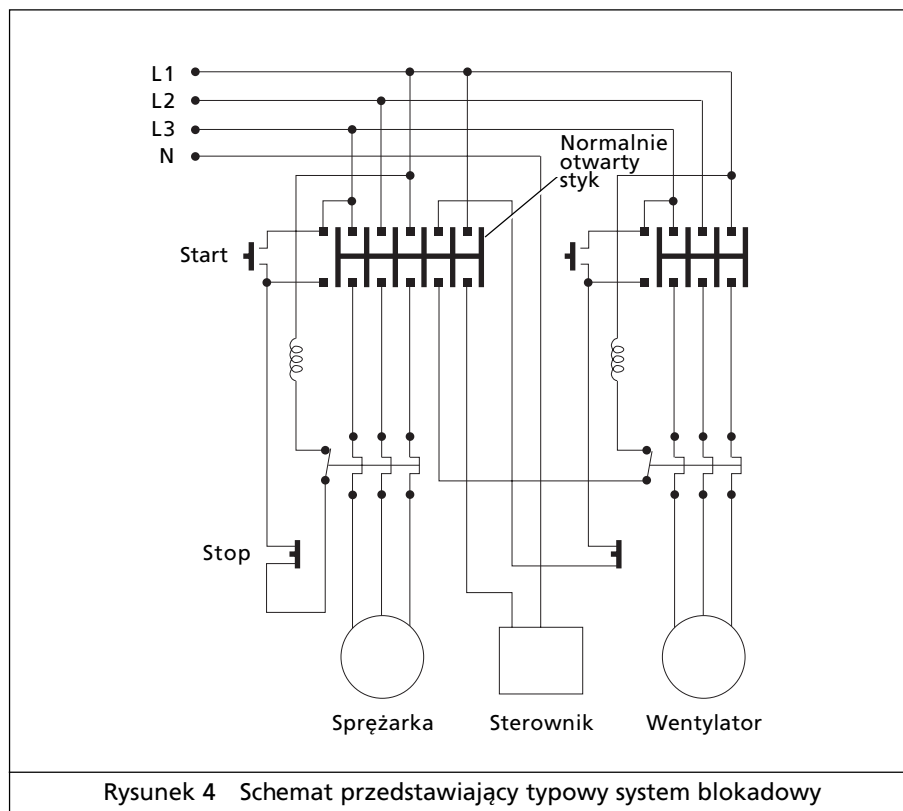 L1
L2
L3
N
Normalnie
otwarty
styk
Start
Stop
Sprężarka
Sterownik
Wentylator
Rysunek 4 Schemat przedstawiający typowy system blokadowy